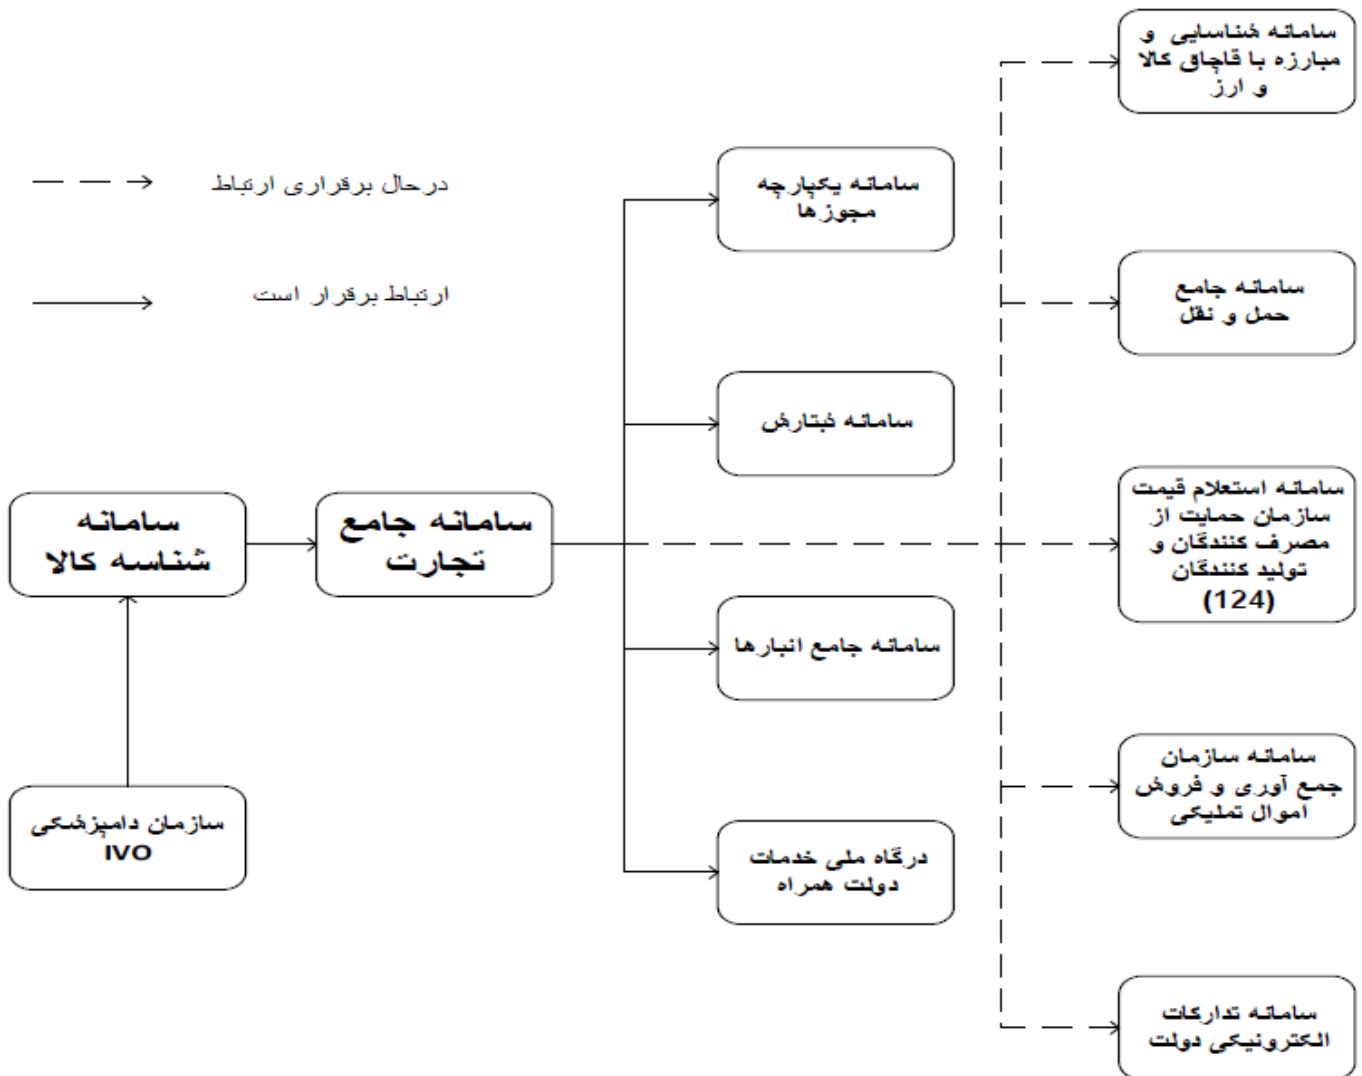 سامانه شناسایی و
مبارزه با قاچاق کالا
و ارز
سامانه یکپارچه
مجوزها
درحال برقراری ارتباط
ارتباط برقرار است
سامانه جامع
حمل و نقل
سامانه ثبتارش
سامانه استعلام قیمت
سازمان حمایت از
مصرف کنندگان و
تولید کنندگان
(124)
سامانه جامع
تجارت
سامانه
شناسه کالا
سامانه جامع انبارها
سامانه سازمان
جمع آوری و فروش
اموال تملیکی
سازمان دامپزشکی
IVO
درگاه ملی خدمات
دولت همراه
سامانه تدارکات
الکترونیکی دولت